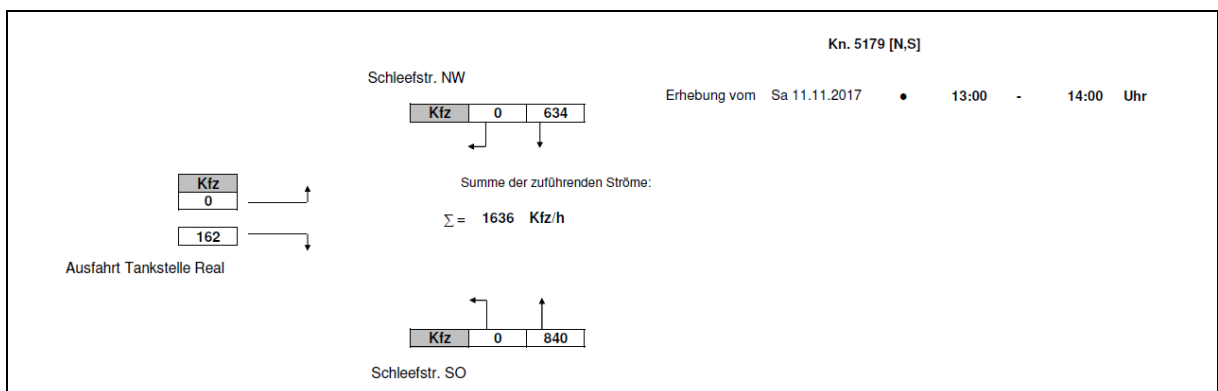 Kn. 5179 [N,S]
Schleefstr. NW
Erhebung vom Sa 11.11.2017 • 13:00 - 14:00 Uhr
Kfz 0 634
Kfz
0
Summe der zuführenden Ströme:
∑ = 1636 Kfz/h
162
Ausfahrt Tankstelle Real
Kfz 0 840
Schleefstr. SO